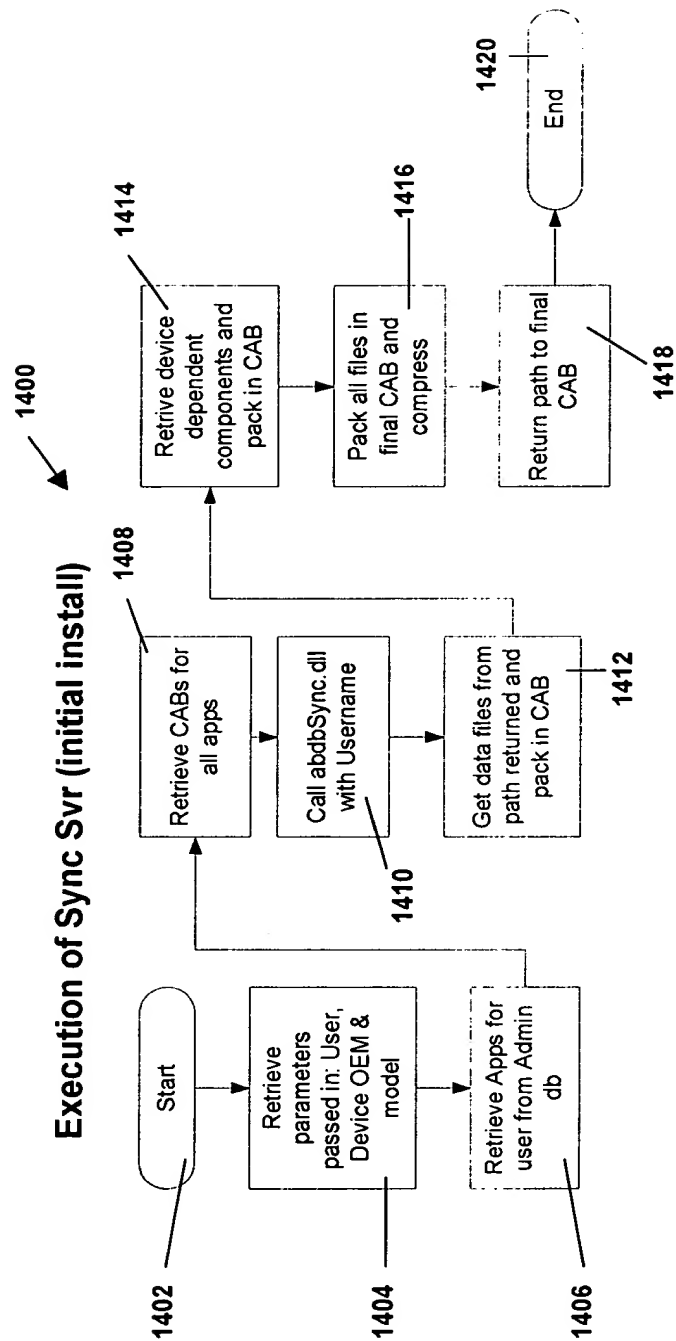 Execution of Sync Svr (initial install)
1400
1402
Start
1404
Retrieve
parameters
passed in: User,
Device OEM &
model
1406
Retrieve Apps for
user from Admin
db
1408
Retrieve CABs for
all apps
1410
Call abdbSync.dll
with Username
1412
Get data files from
path returned and
pack in CAB
1414
Retrive device
dependent
components and
pack in CAB
1416
Pack all files in
final CAB and
compress
1418
Return path to final
CAB
1420
End